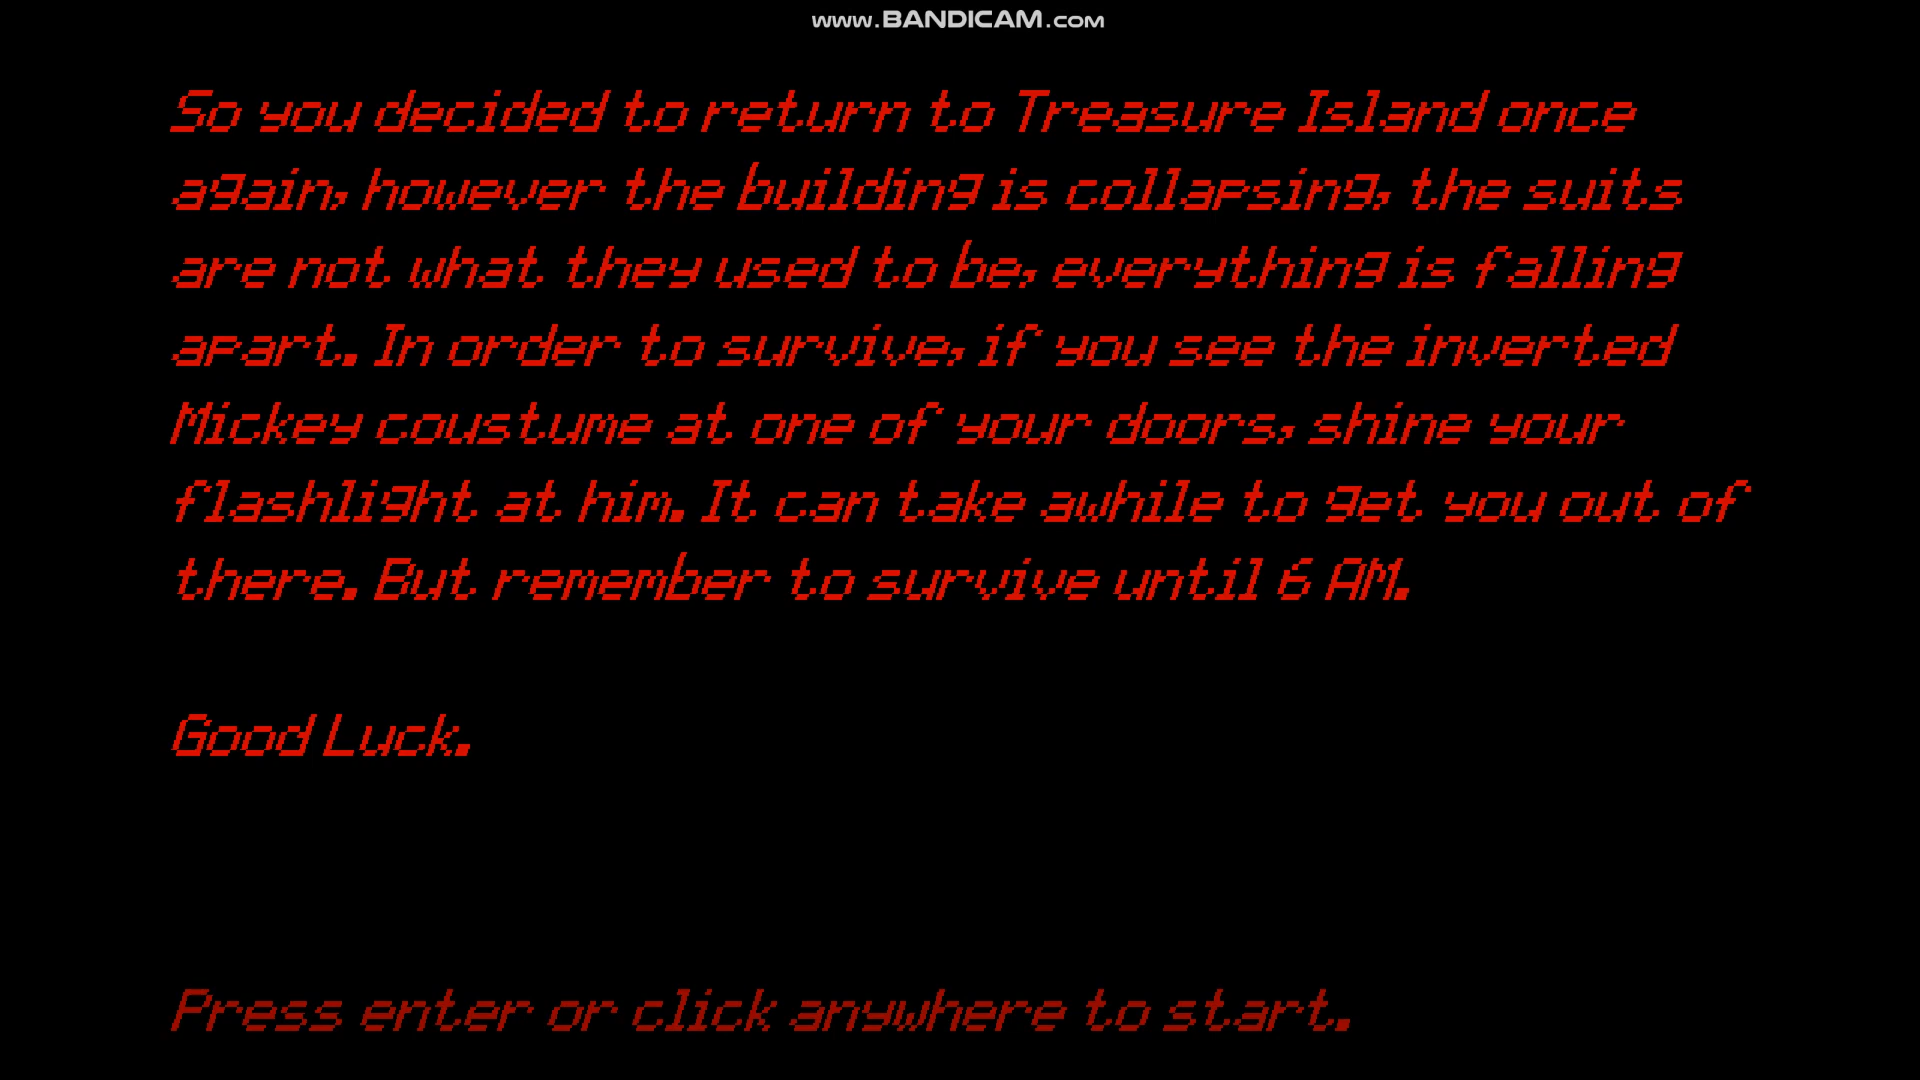 www.BANDICAM.com
So you decided to return to Treasure Island once
again, however the building is collapsing, the suits
are not what they used to be, everything is falling
apart. In order to survive, if you see the inverted
Mickey coustume at one of your doors, shine your
flashlight at him. It can take awhile to get you out of
there. But remember to survive until 6 AM.
Good Luck.
Press enter or click anywhere to start.